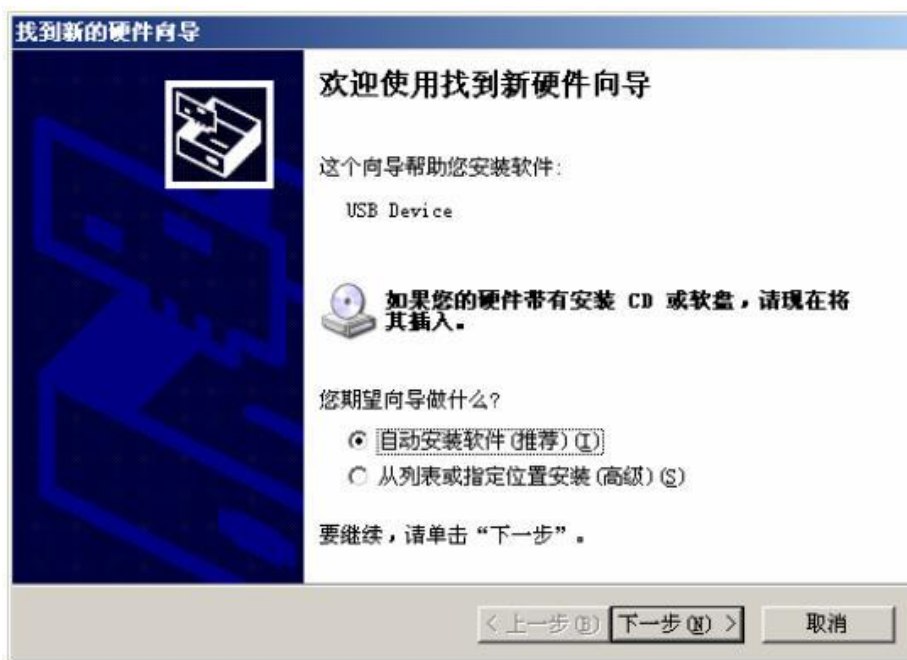 找到新的硬件向导
欢迎使用找到新硬件向导
这个向导帮助您安装软件:
USB Device
如果您的硬件带有安装 CD 或软盘，请现在将
其插入。
您期望向导做什么?
自动安装软件(推荐)(I)
从列表或指定位置安装(高级)(S)
要继续，请单击“下一步”。
< 上一步(B) 下一步(N) > 取消